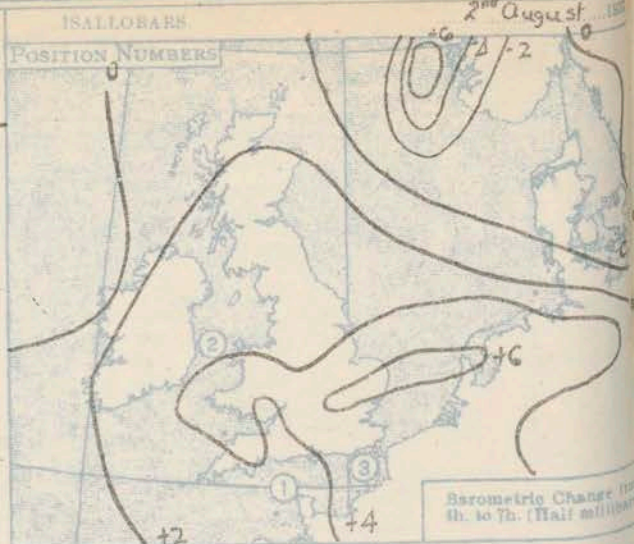 2nd August
ISALLOBARS
POSITION NUMBERS
0
+6
4
-2
0
2
+6
1
3
+2
+4
Barometric Change
4h. to 7h. (Half